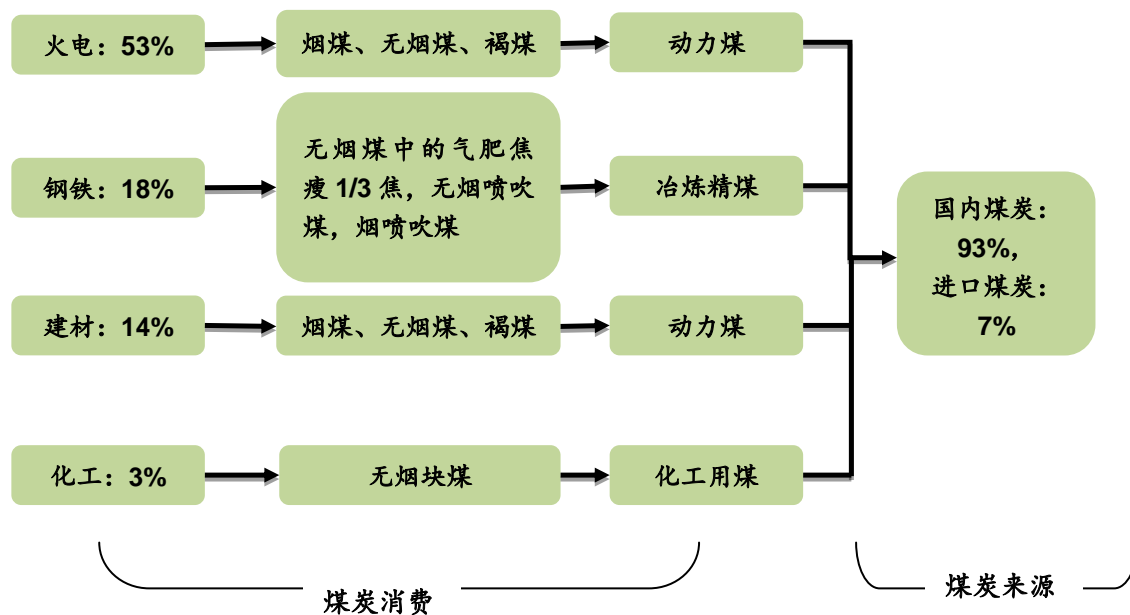 火电：53%
烟煤、无烟煤、褐煤
动力煤
钢铁：18%
无烟煤中的气肥焦
瘦 1/3 焦，无烟喷吹
煤，烟喷吹煤
冶炼精煤
国内煤炭：
93%，
进口煤炭：
7%
建材：14%
烟煤、无烟煤、褐煤
动力煤
化工：3%
无烟块煤
化工用煤
煤炭消费
煤炭来源